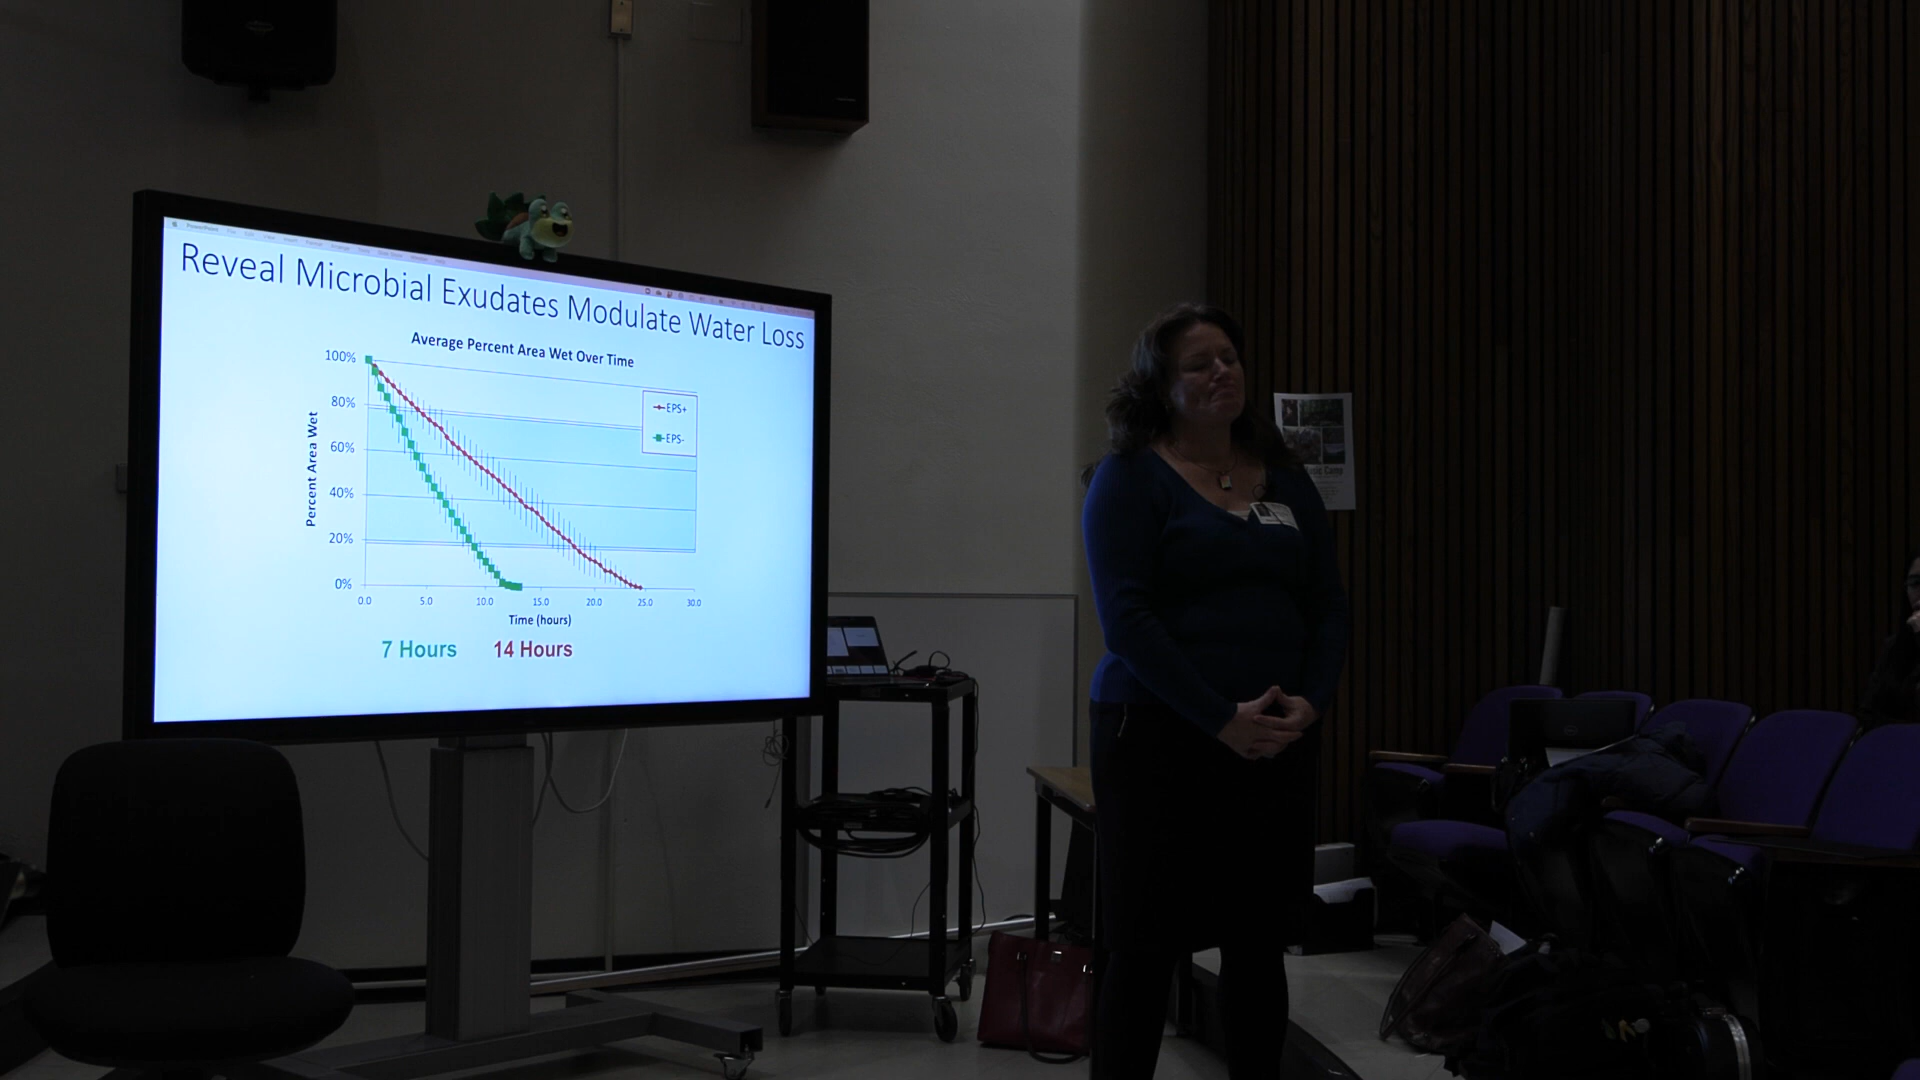 PowerPoint
Reveal Microbial Exudates Modulate Water Loss
Average Percent Area Wet Over Time
Percent Area Wet
100%
80%
60%
40%
20%
0%
EPS+
EPS-
0.0 5.0 10.0 15.0 20.0 25.0 30.0
Time (hours)
7 Hours 14 Hours
Camp